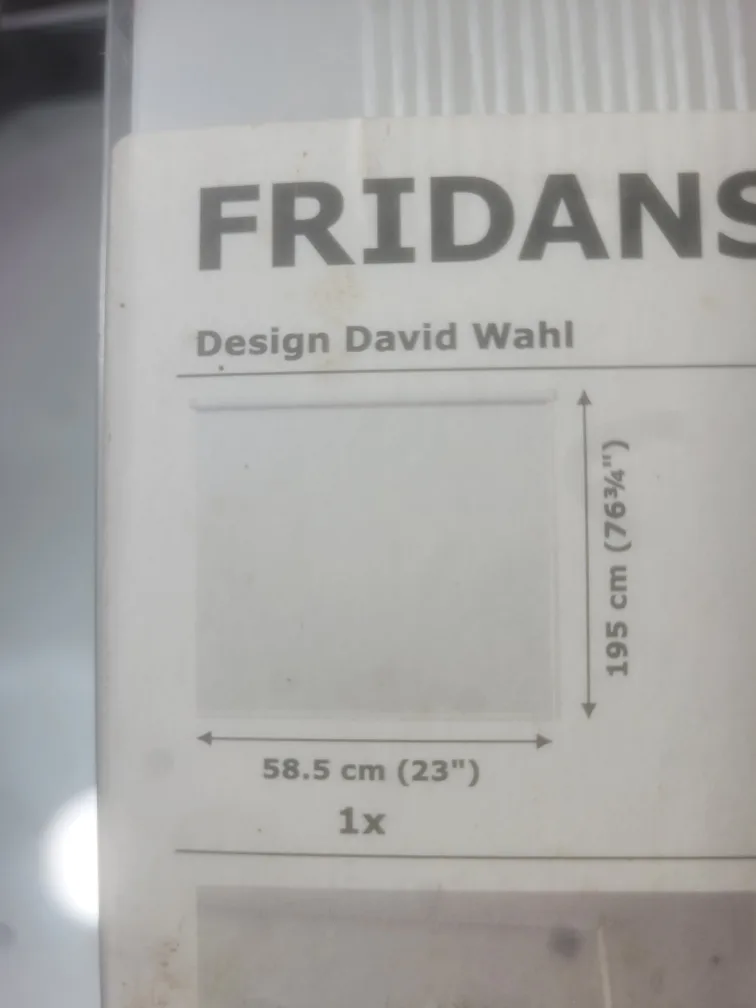 FRIDANS
Design David Wahl
195 cm (76¾")
58.5 cm (23")
1x